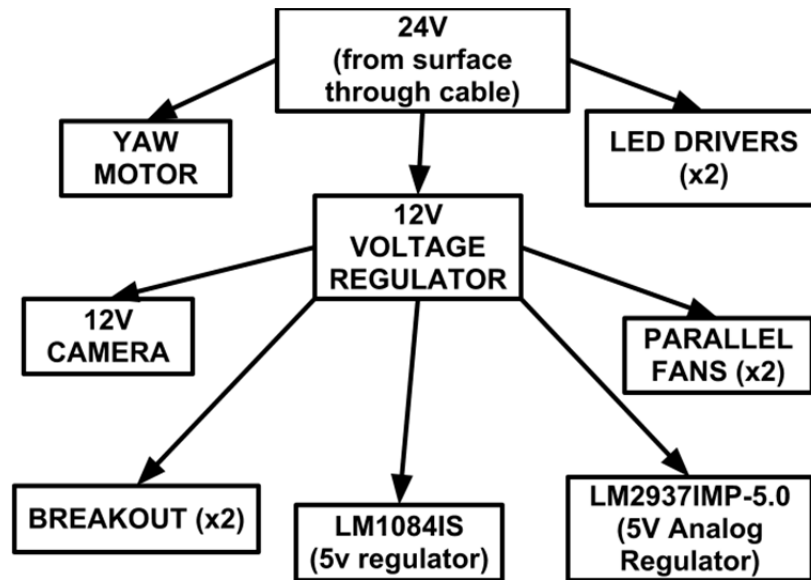 24V
(from surface
through cable)
YAW
MOTOR
LED DRIVERS
(x2)
12V
VOLTAGE
REGULATOR
12V
CAMERA
PARALLEL
FANS (x2)
BREAKOUT (x2)
LM1084IS
(5v regulator)
LM2937IMP-5.0
(5V Analog
Regulator)